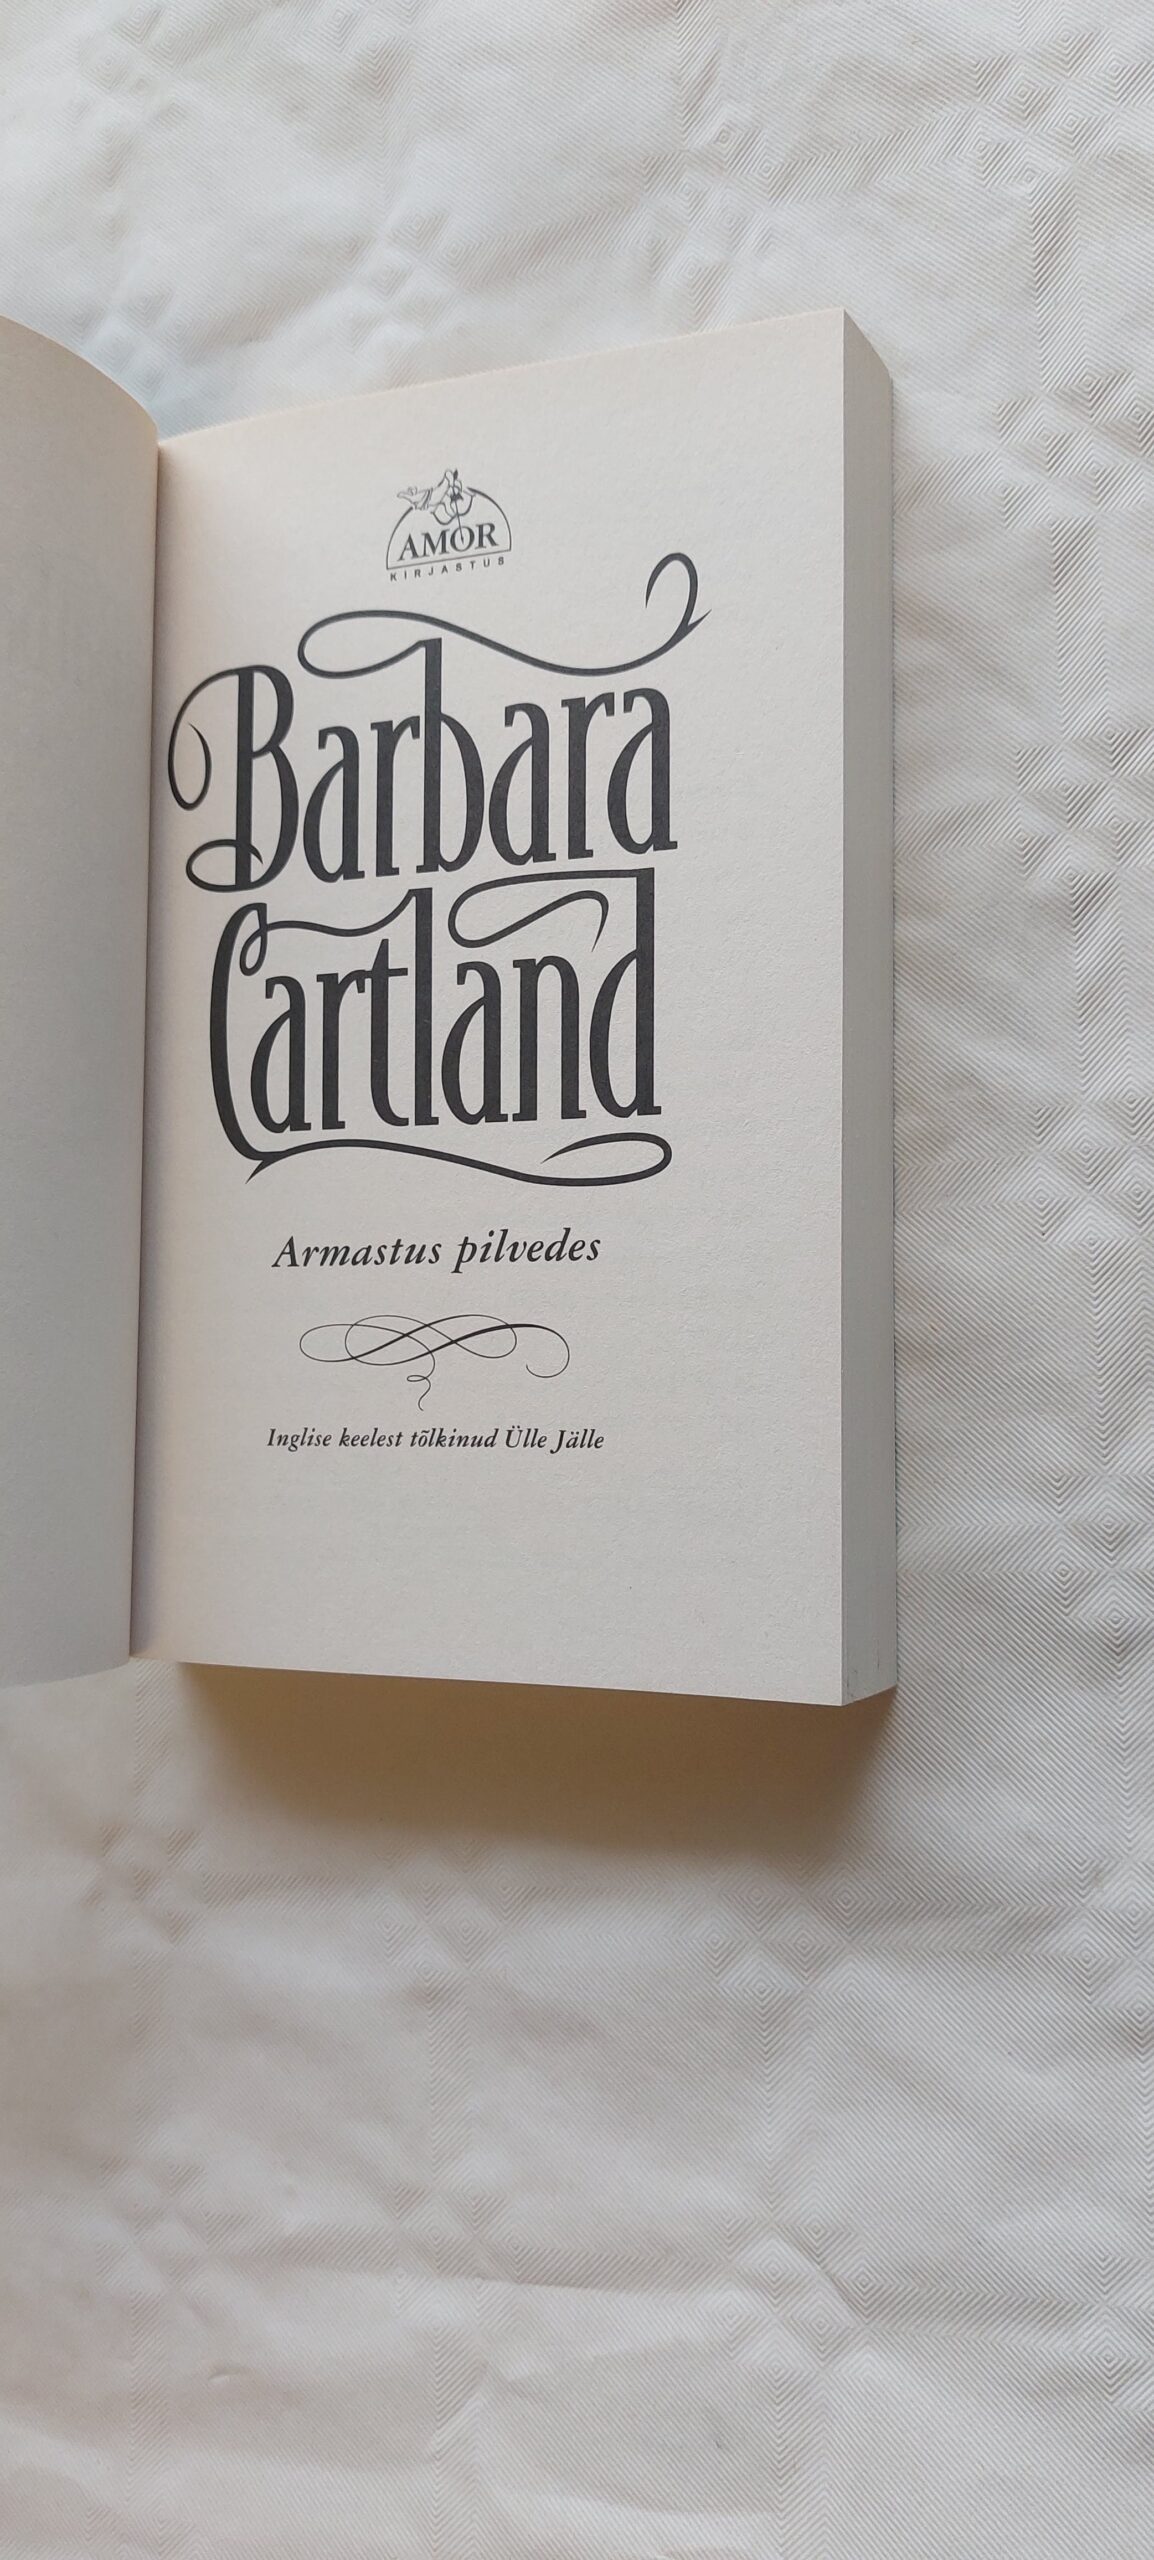 AMOR
KIRJASTUS
Barbara
Cartland
Armastus pilvedes
Inglise keelest tõlkinud Ülle Jälle